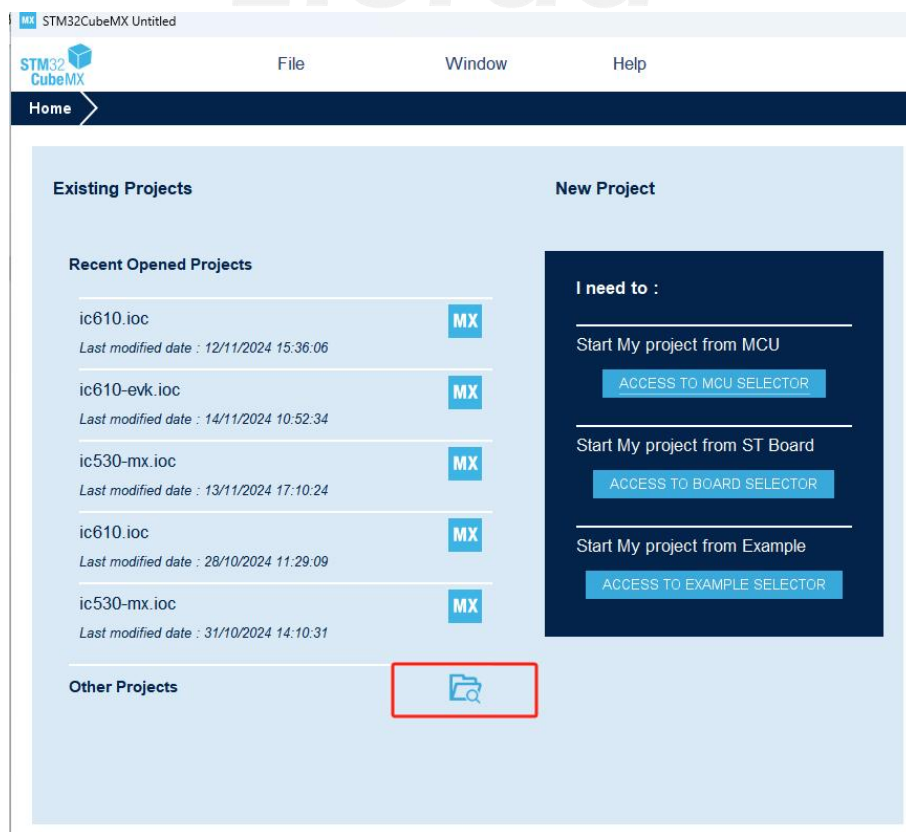 MX STM32CubeMX Untitled
STM32
CubeMX
File
Window
Help
Home
Existing Projects
Recent Opened Projects
ic610.ioc
MX
Last modified date : 12/11/2024 15:36:06
ic610-evk.ioc
MX
Last modified date : 14/11/2024 10:52:34
ic530-mx.ioc
MX
Last modified date : 13/11/2024 17:10:24
ic610.ioc
MX
Last modified date : 28/10/2024 11:29:09
ic530-mx.ioc
MX
Last modified date : 31/10/2024 14:10:31
Other Projects
New Project
I need to :
Start My project from MCU
ACCESS TO MCU SELECTOR
Start My project from ST Board
ACCESS TO BOARD SELECTOR
Start My project from Example
ACCESS TO EXAMPLE SELECTOR